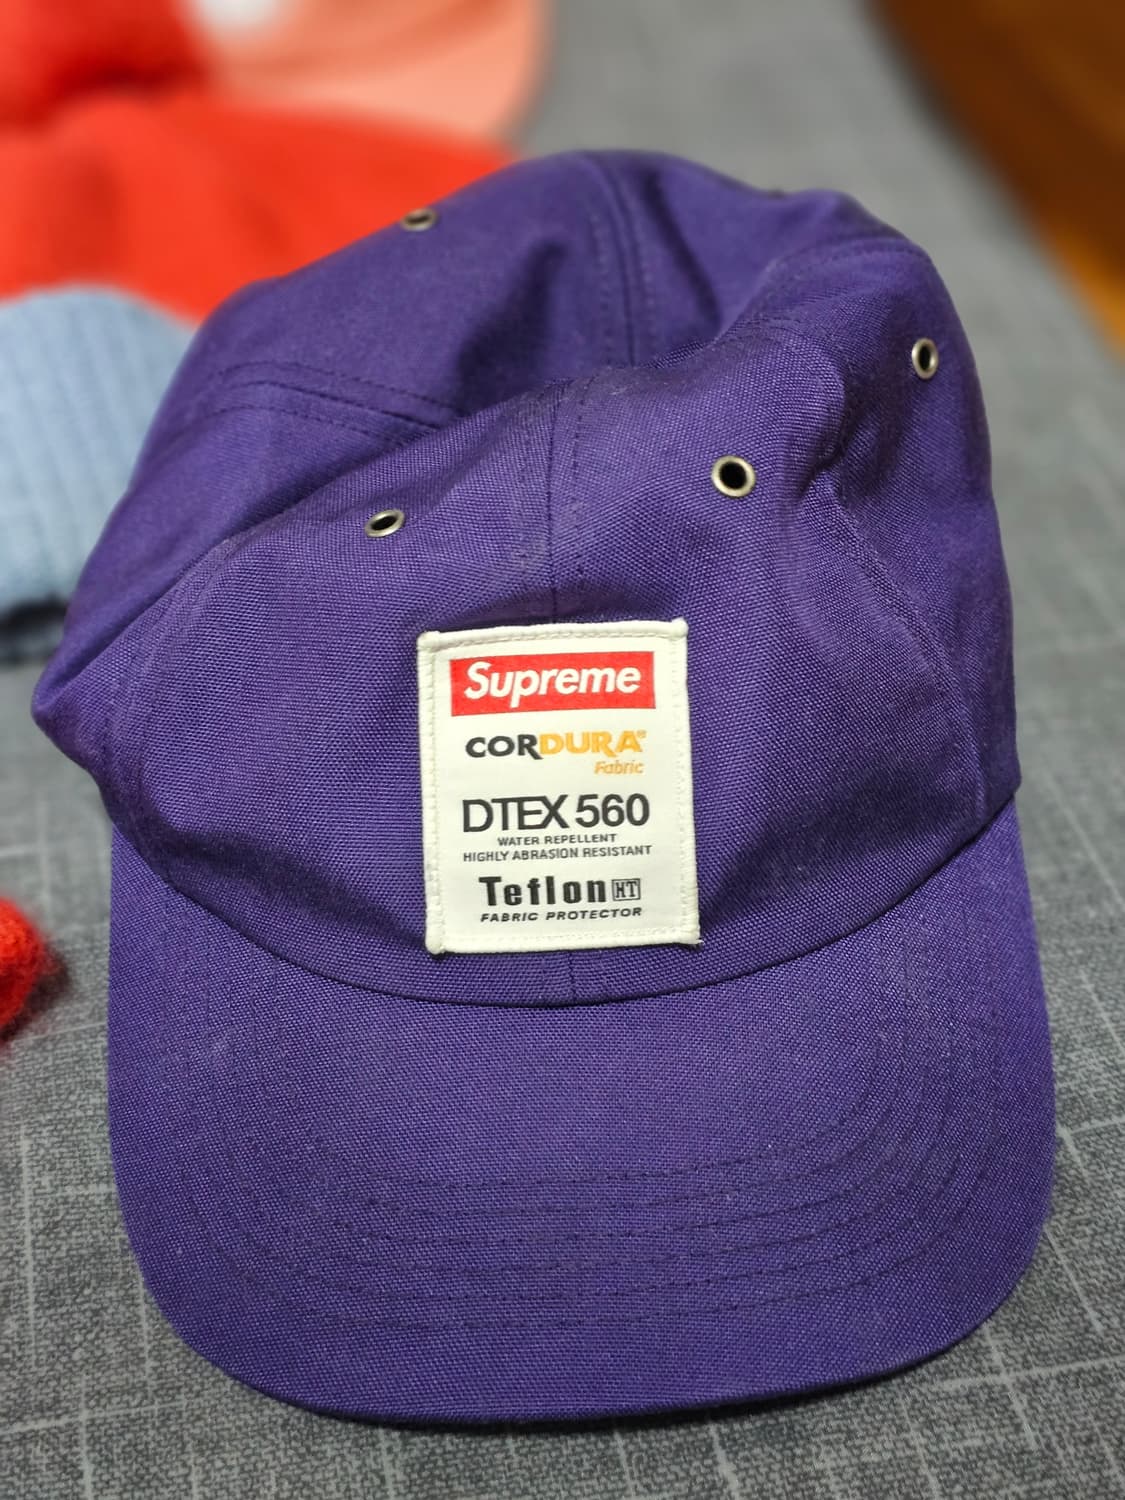 Supreme
CORDURA®
Fabric
DTEX 560
WATER REPELLENT
HIGHLY ABRASION RESISTANT
Teflon HT
FABRIC PROTECTOR